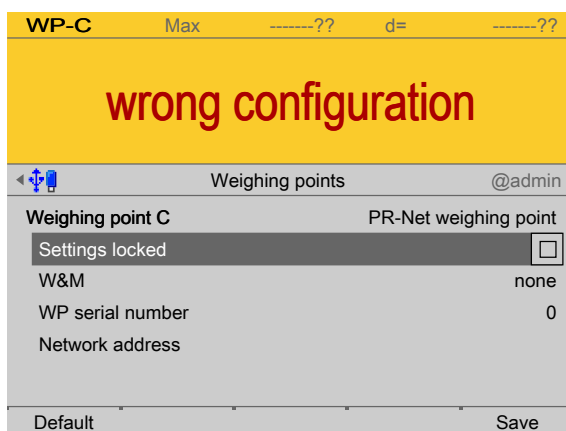 WP-C Max -------?? d= -------??
wrong configuration
Weighing points @admin
Weighing point C PR-Net weighing point
Settings locked
W&M none
WP serial number 0
Network address
Default Save